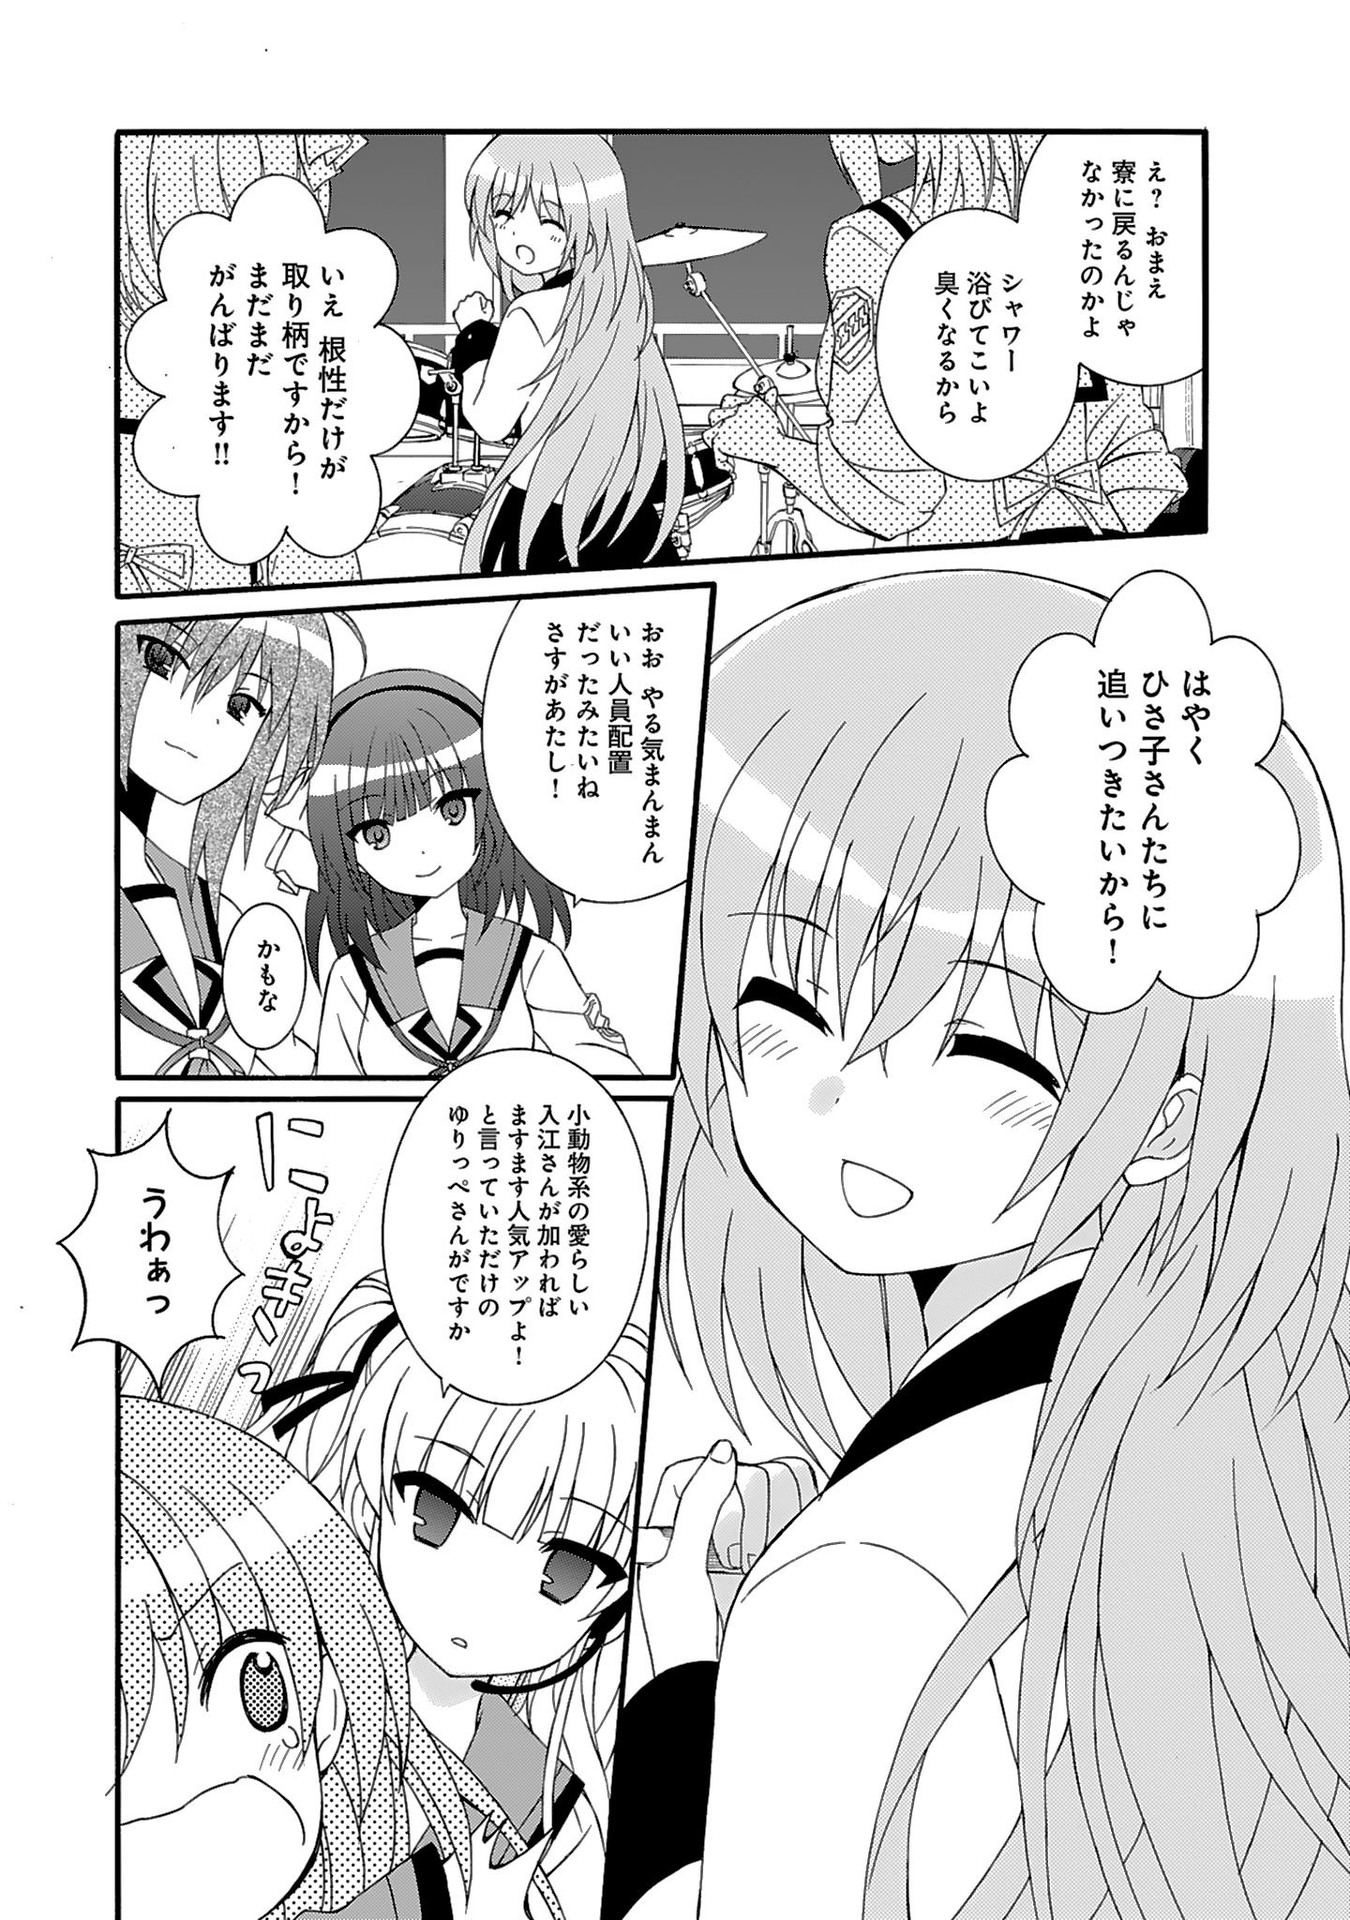 え？ おまえ
寮に戻るんじゃ
なかったのかよ
シャワー
浴びてこいよ
臭くなるから
いえ 根性だけが
取り柄ですから！
まだまだ
がんばります!!
はやく
ひさ子さんたちに
追いつきたいから！
おお やる気まんまん
いい人員配置
だったみたいね
さすがあたし！
かもな
小動物系の愛らしい
入江さんが加われば
ますます人気アップよ！
と言っていただけの
ゆりっぺさんがですか
にょきっ
うわぁっ